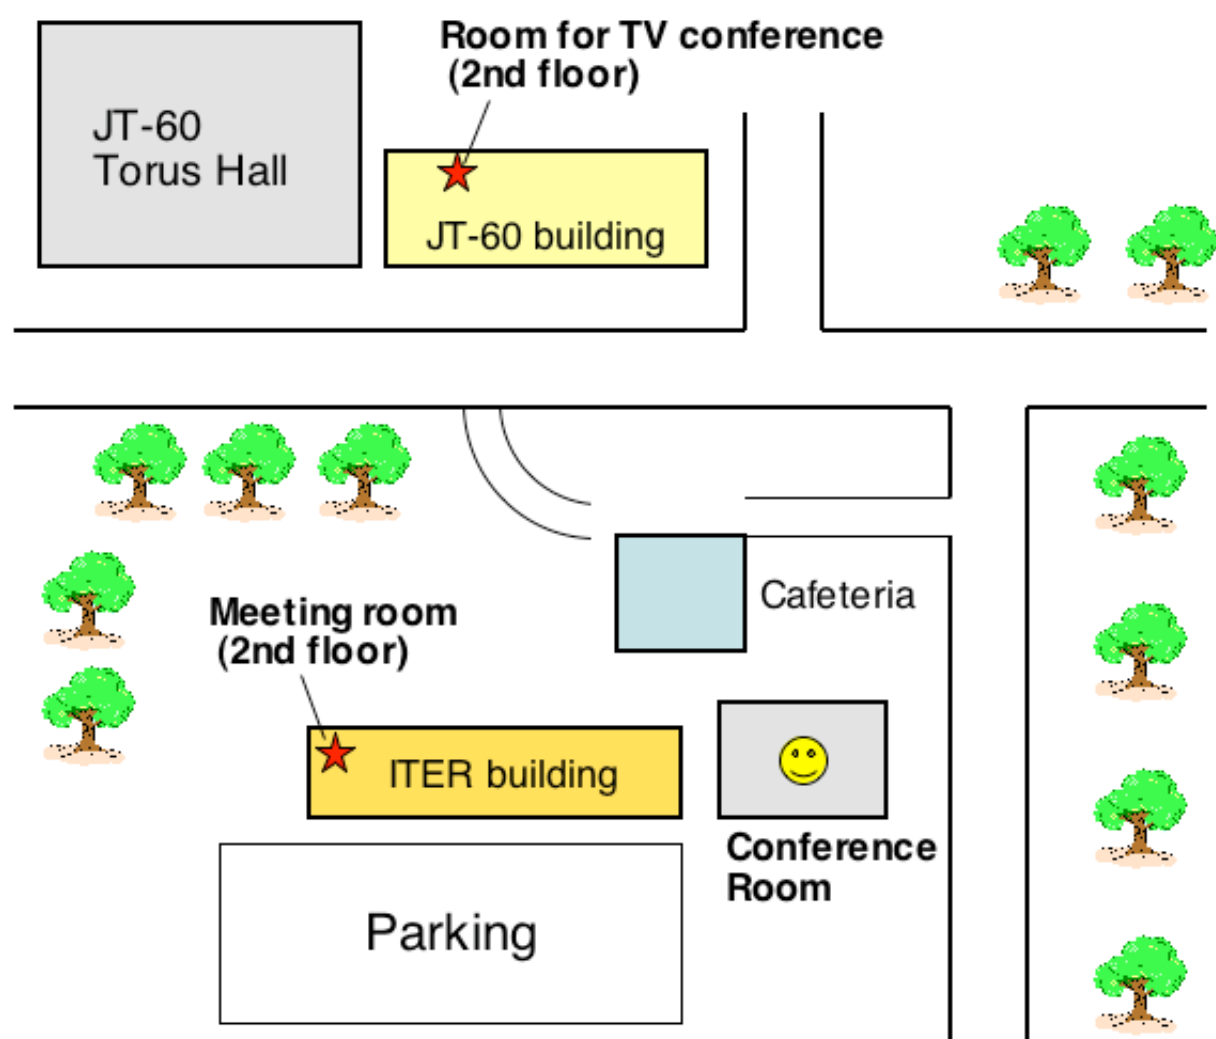 Room for TV conference
(2nd floor)
JT-60
Torus Hall
JT-60 building
Cafeteria
Meeting room
(2nd floor)
ITER building
Conference
Room
Parking